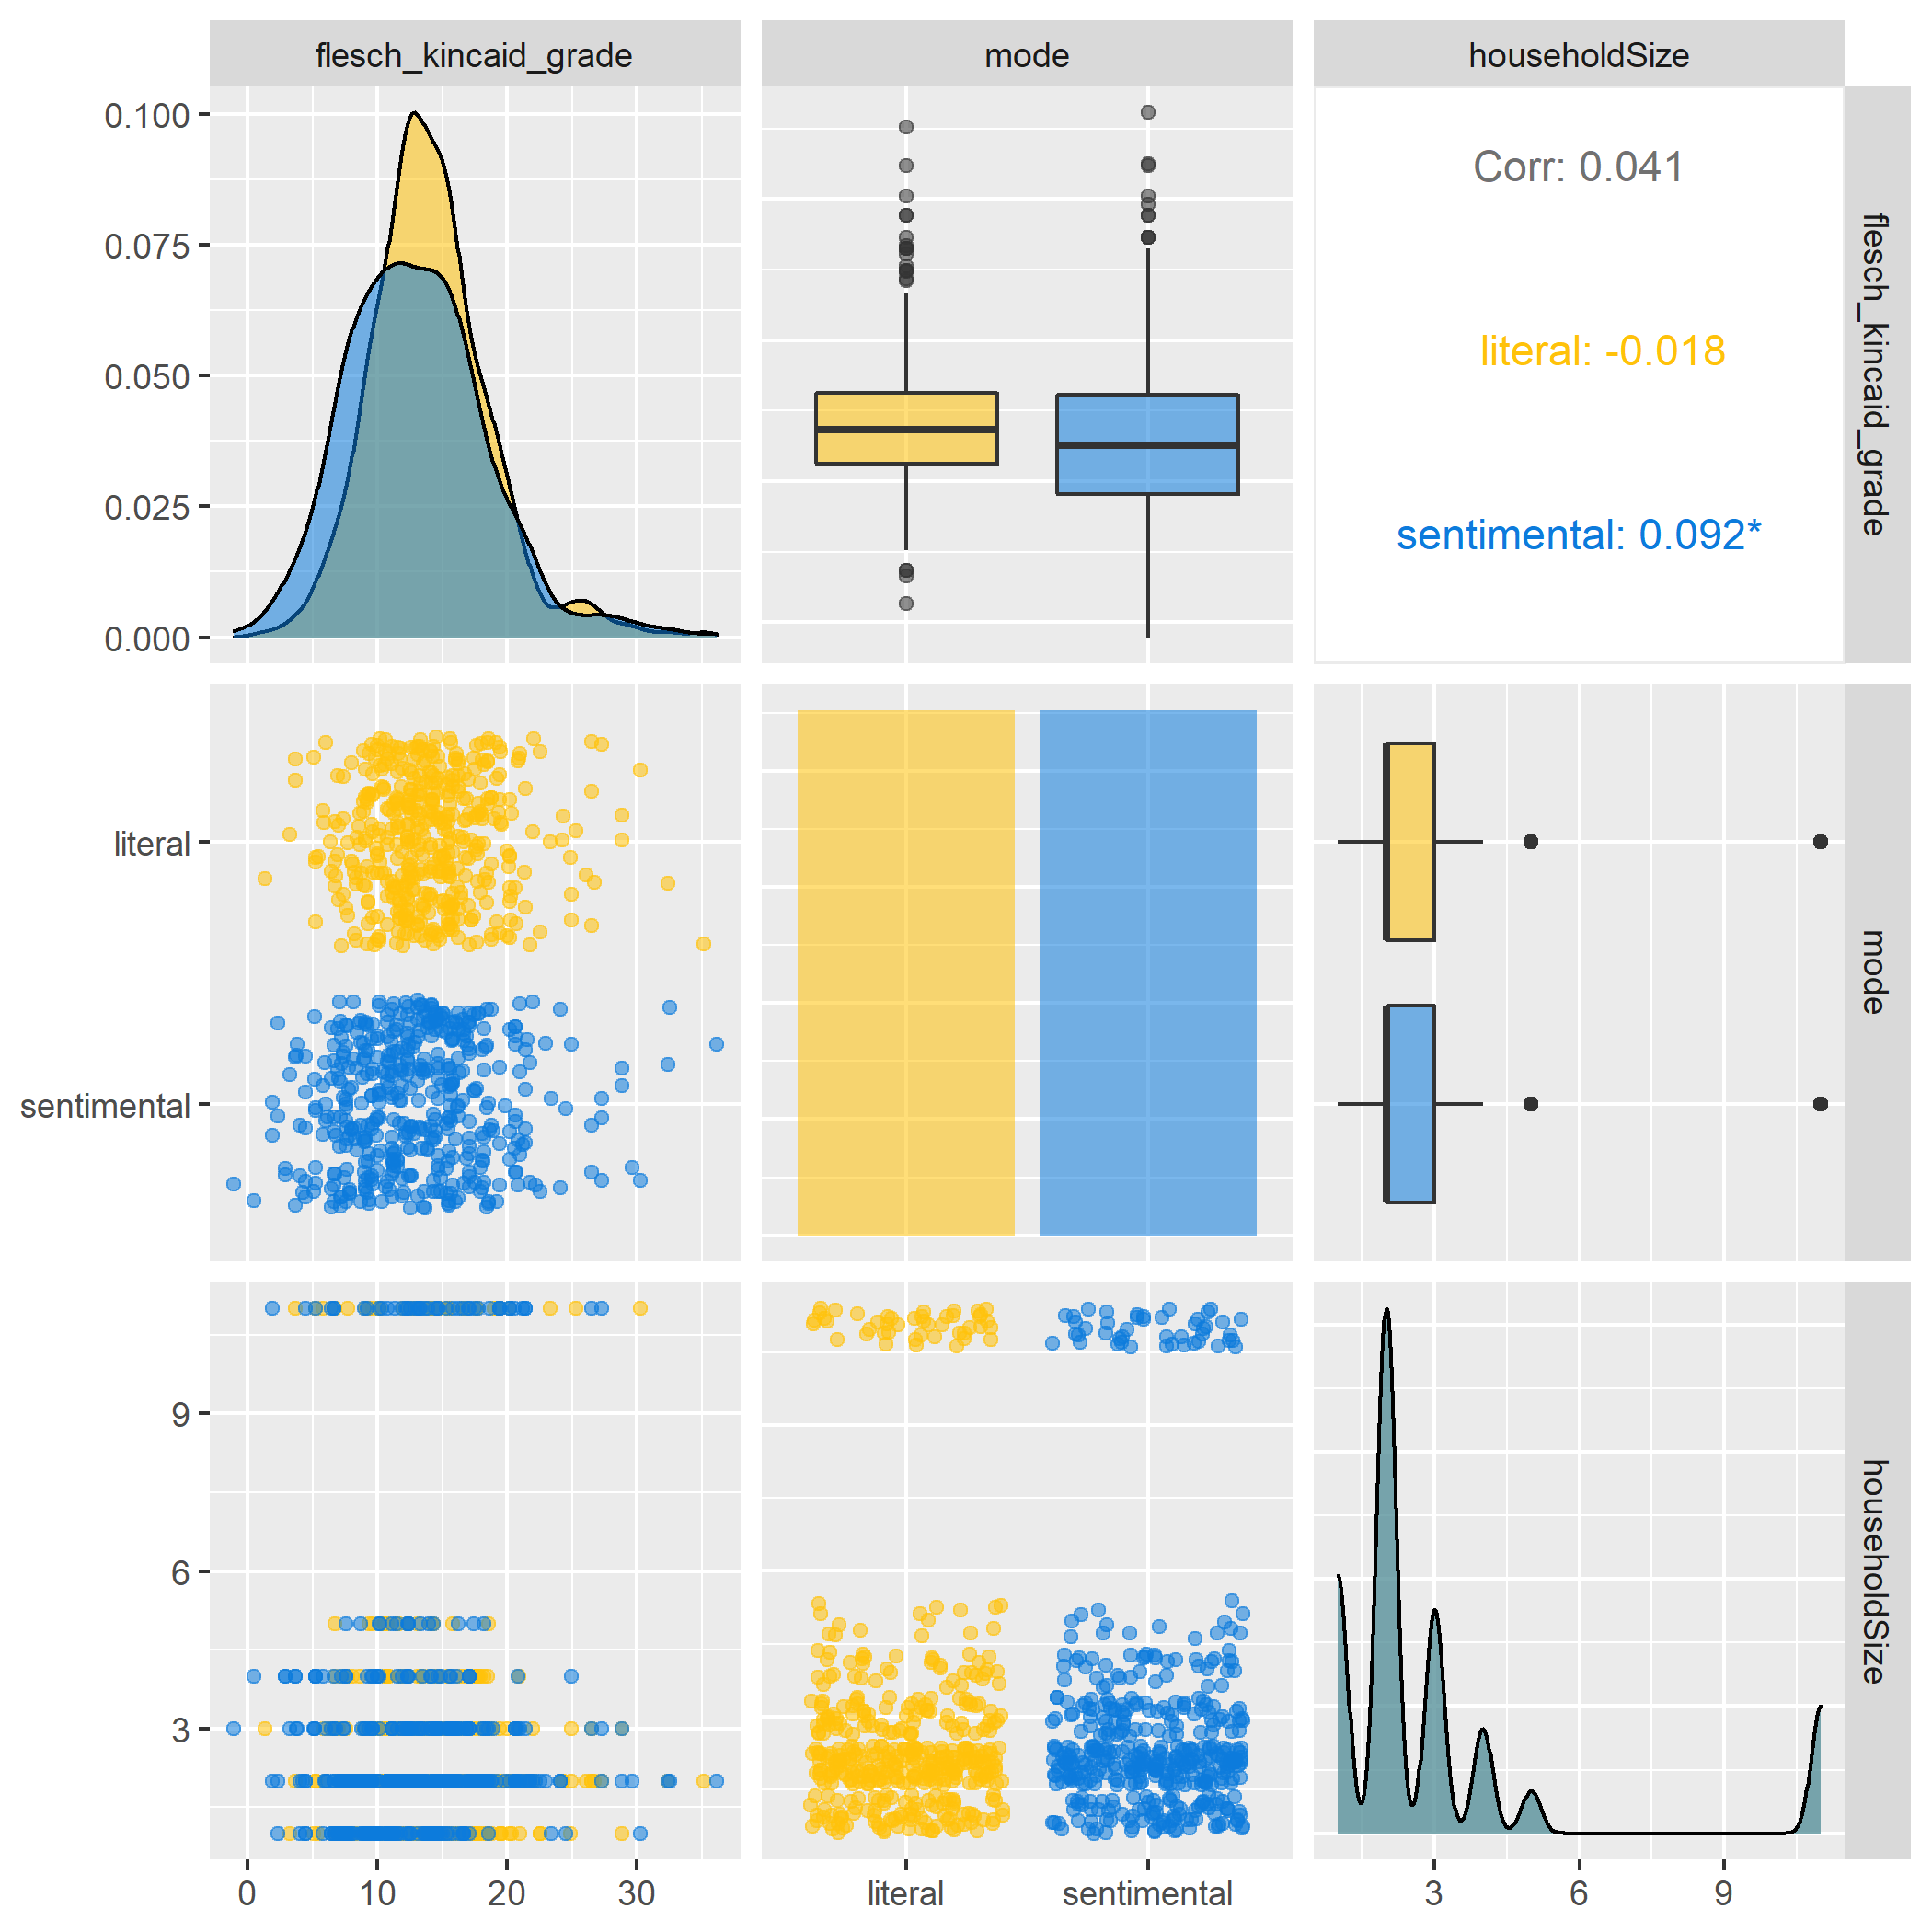 flesch_kincaid_grade
mode
householdSize
0.100
0.075
0.050
0.025
0.000
Corr: 0.041
literal: -0.018
sentimental: 0.092*
flesch_kincaid_grade
literal
sentimental
mode
9
6
3
householdSize
0
10
20
30
literal
sentimental
3
6
9